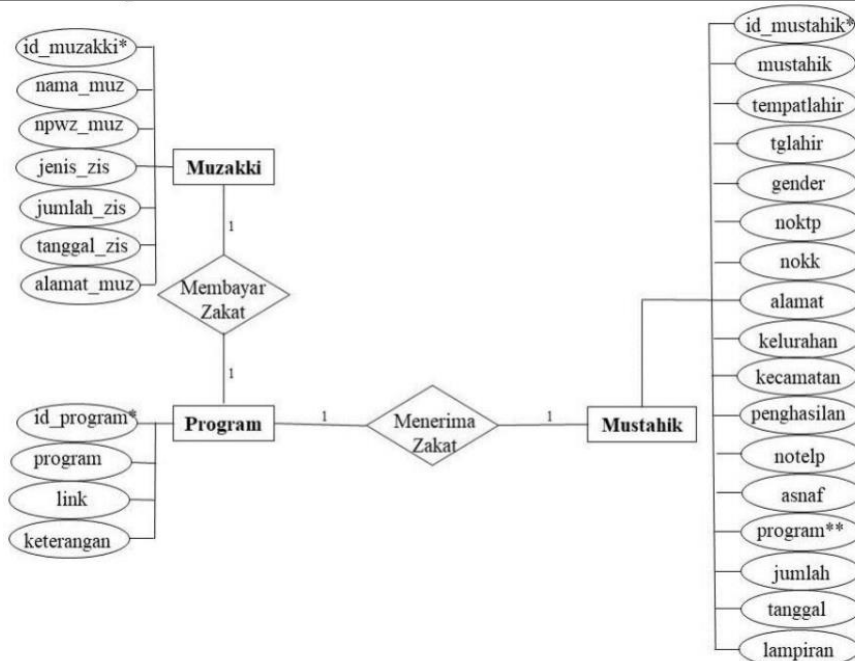 id_muzakki*
nama_muz
npwz_muz
jenis_zis
jumlah_zis
tanggal_zis
alamat_muz
Muzakki
1
Membayar
Zakat
1
id_program*
program
link
keterangan
Program
1
Menerima
Zakat
1
Mustahik
id_mustahik*
mustahik
tempatlahir
tglahir
gender
noktp
nokk
alamat
kelurahan
kecamatan
penghasilan
notelp
asnaf
program**
jumlah
tanggal
lampiran